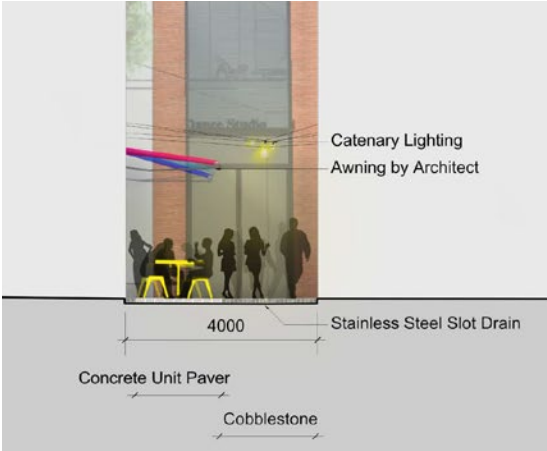 Dance Studio
Catenary Lighting
Awning by Architect
Stainless Steel Slot Drain
4000
Concrete Unit Paver
Cobblestone